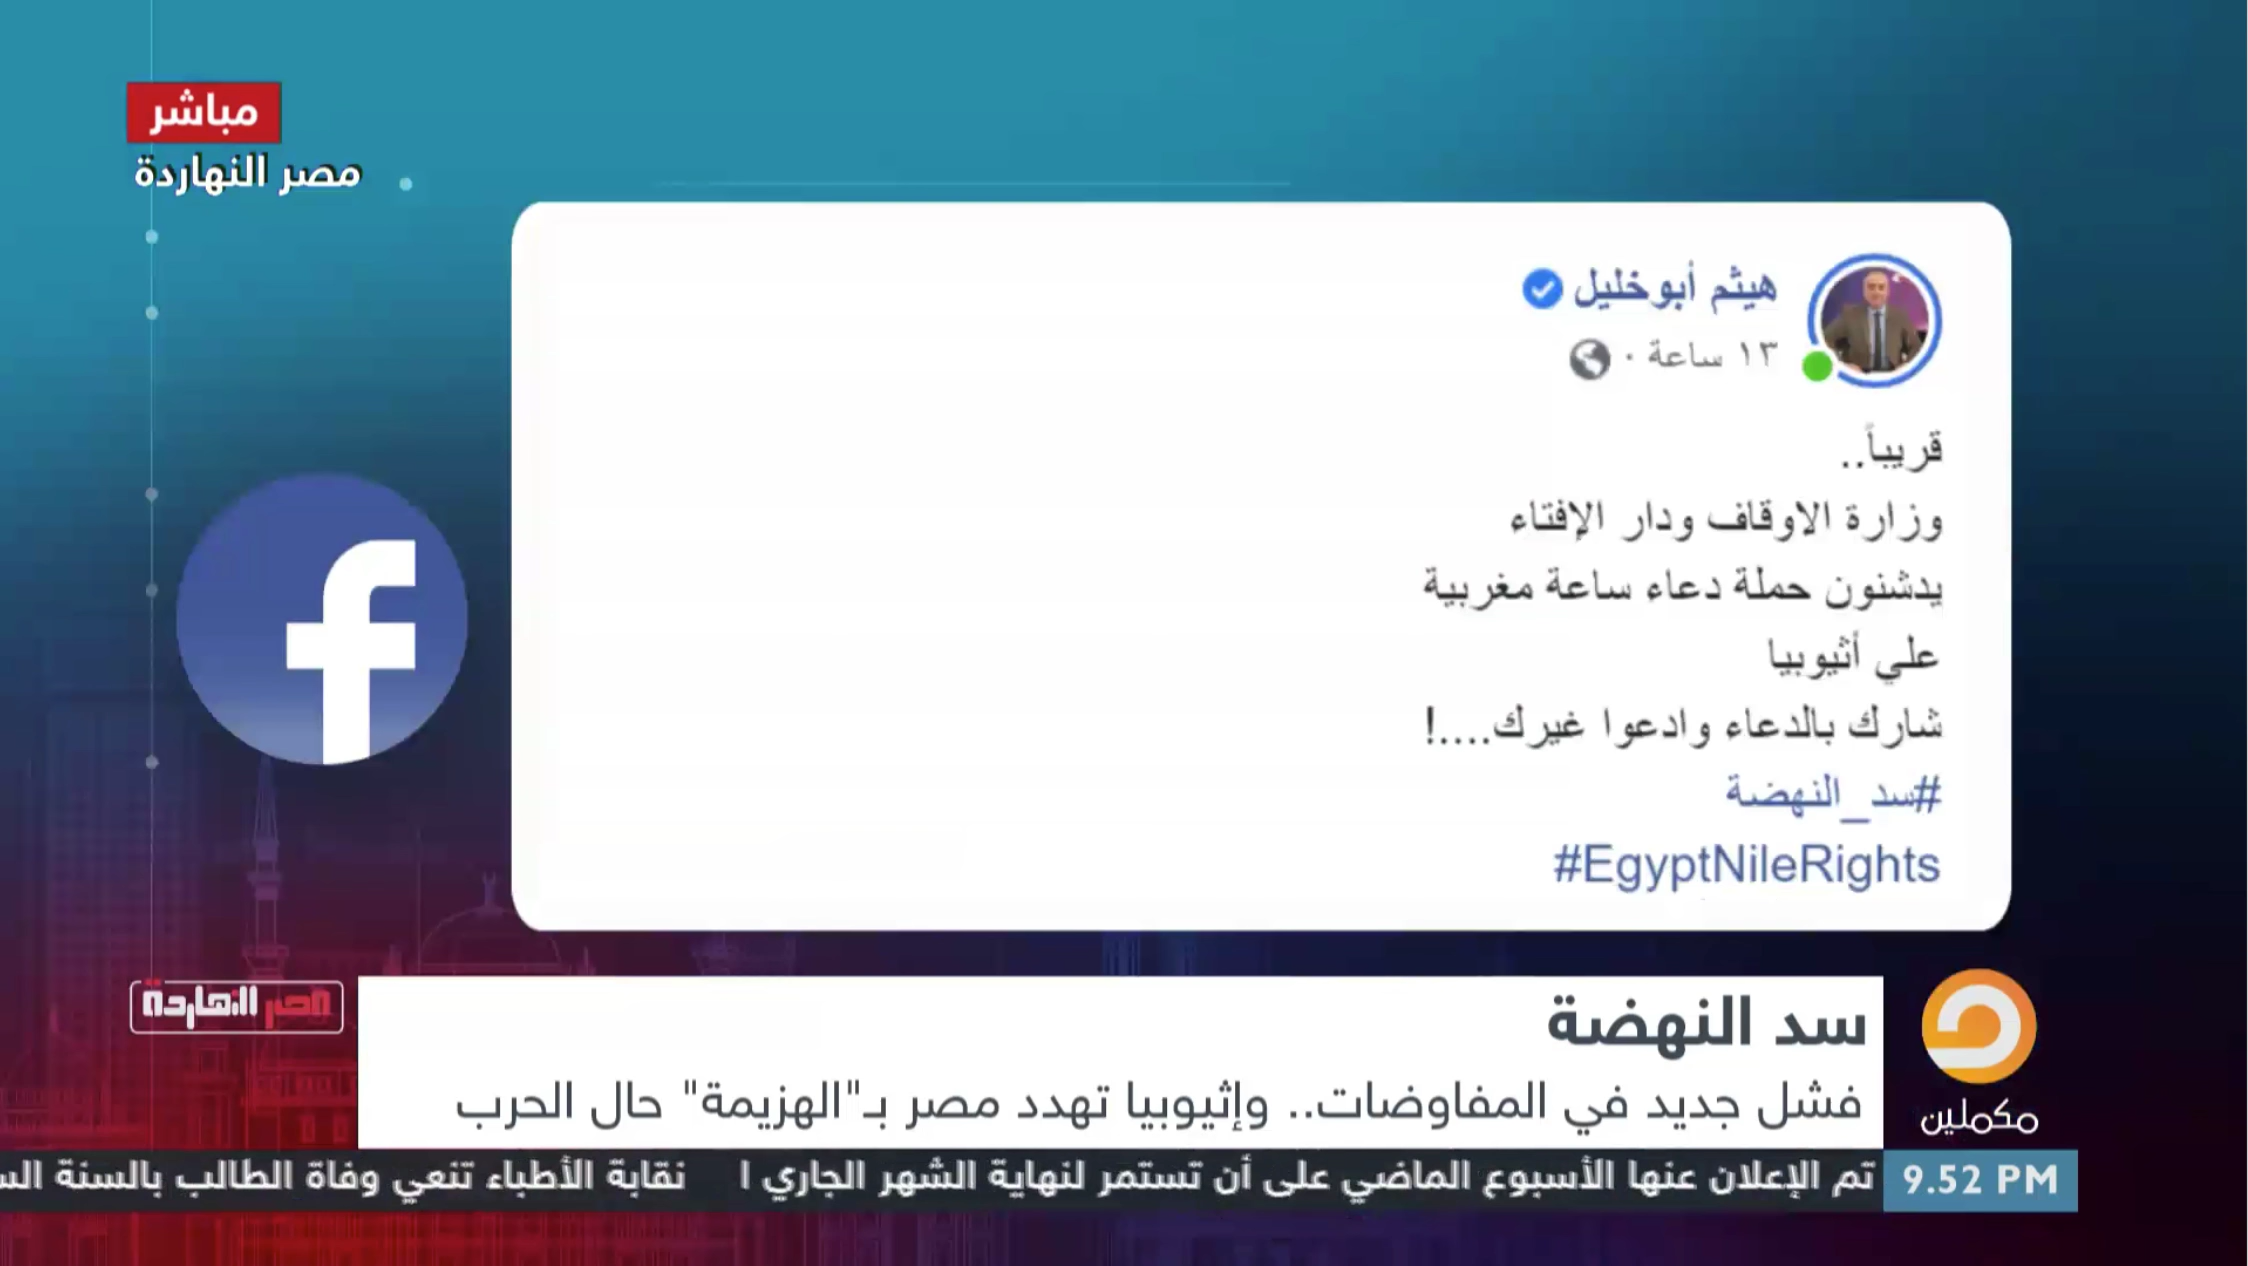 مباشر
مصر النهاردة
هيثم أبوخليل
١٣ ساعة ·
قريباً..
وزارة الاوقاف ودار الإفتاء
يدشنون حملة دعاء ساعة مغربية
علي أثيوبيا
شارك بالدعاء وادعوا غيرك....!
#سد_النهضة
#EgyptNileRights
مصر النهاردة
سد النهضة
فشل جديد في المفاوضات.. وإثيوبيا تهدد مصر بـ"الهزيمة" حال الحرب
مكملين
9.52 PM
تم الإعلان عنها الأسبوع الماضي على أن تستمر لنهاية الشهر الجاري ا نقابة الأطباء تنعي وفاة الطالب بالسنة